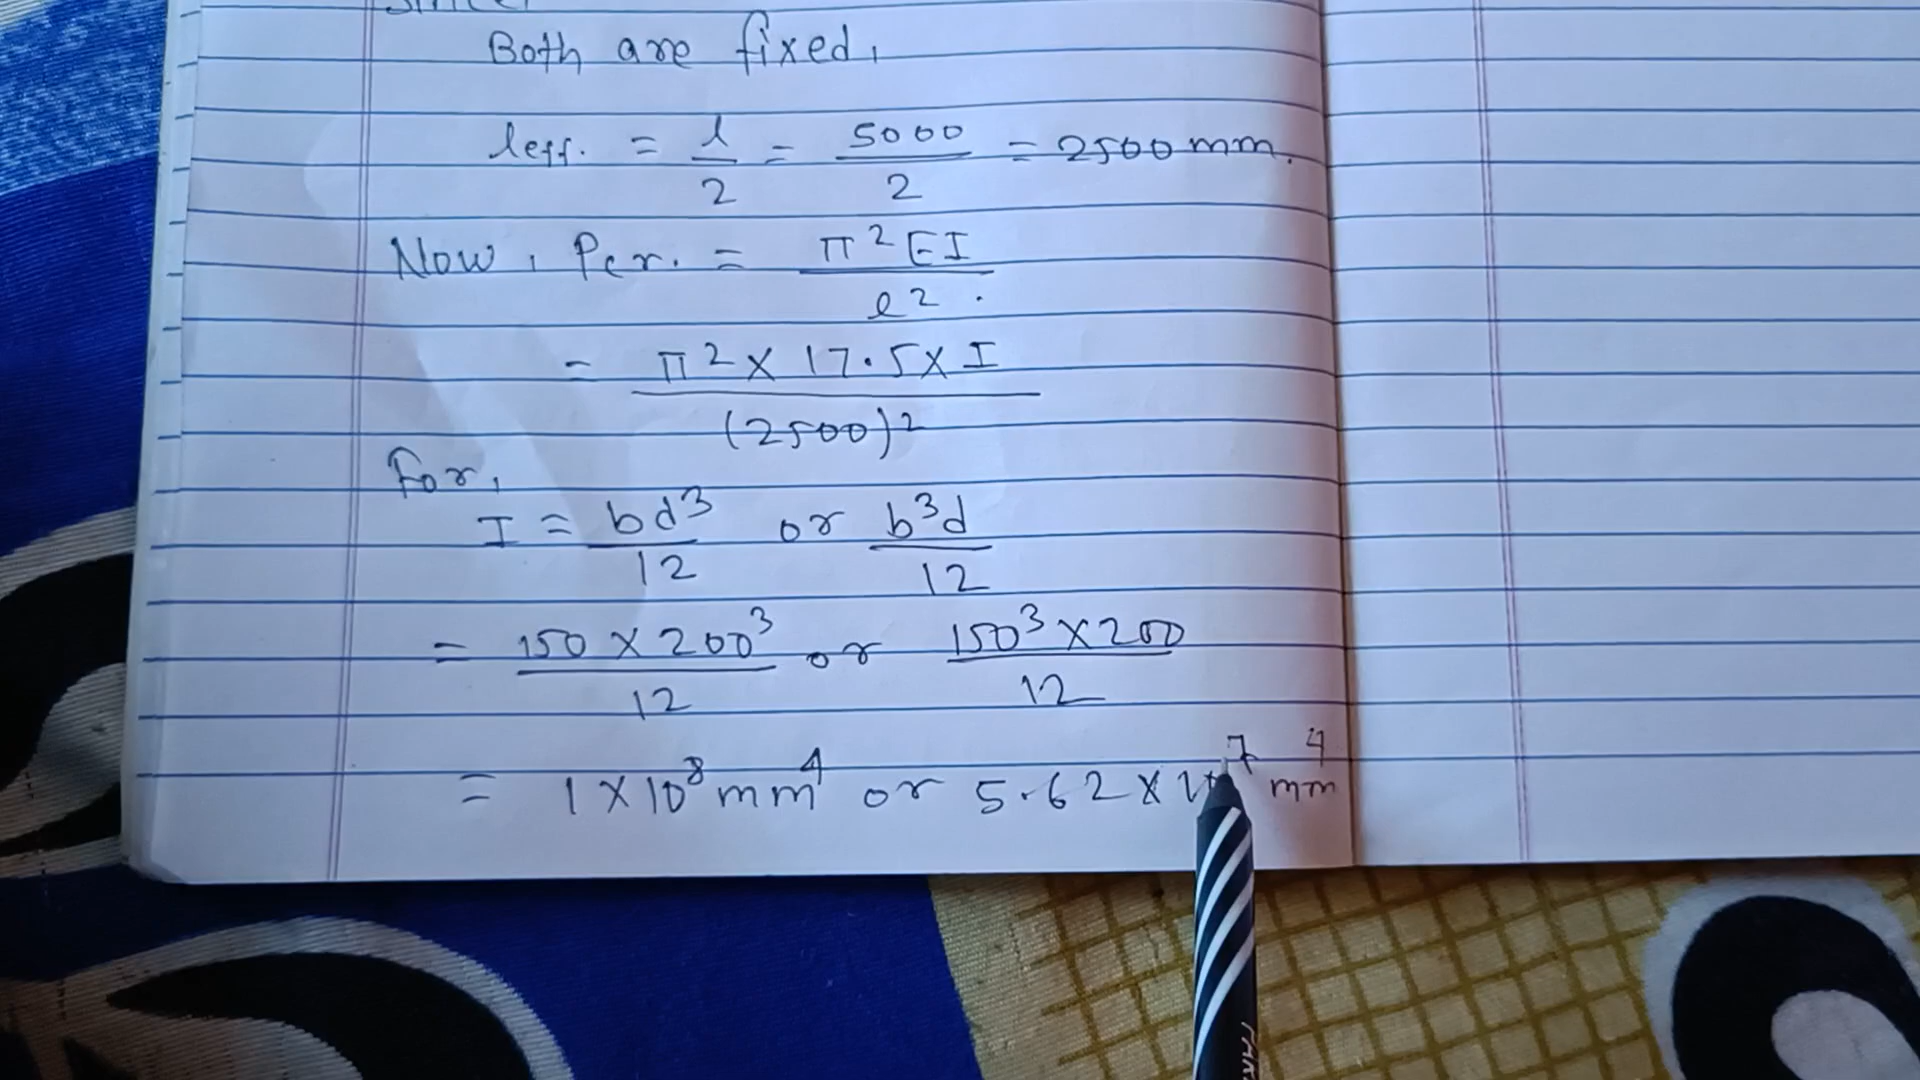 Both are fixed,
leff. = l/2 = 5000/2 = 2500 mm.
Now, Pcr. = π²EI/l².
= π² × 17.5 × I/(2500)²
For,
I = bd³/12 or b³d/12
= 150 × 200³/12 or 150³ × 200/12
= 1 × 10⁸ mm⁴ or 5.62 × 10⁷ mm⁴